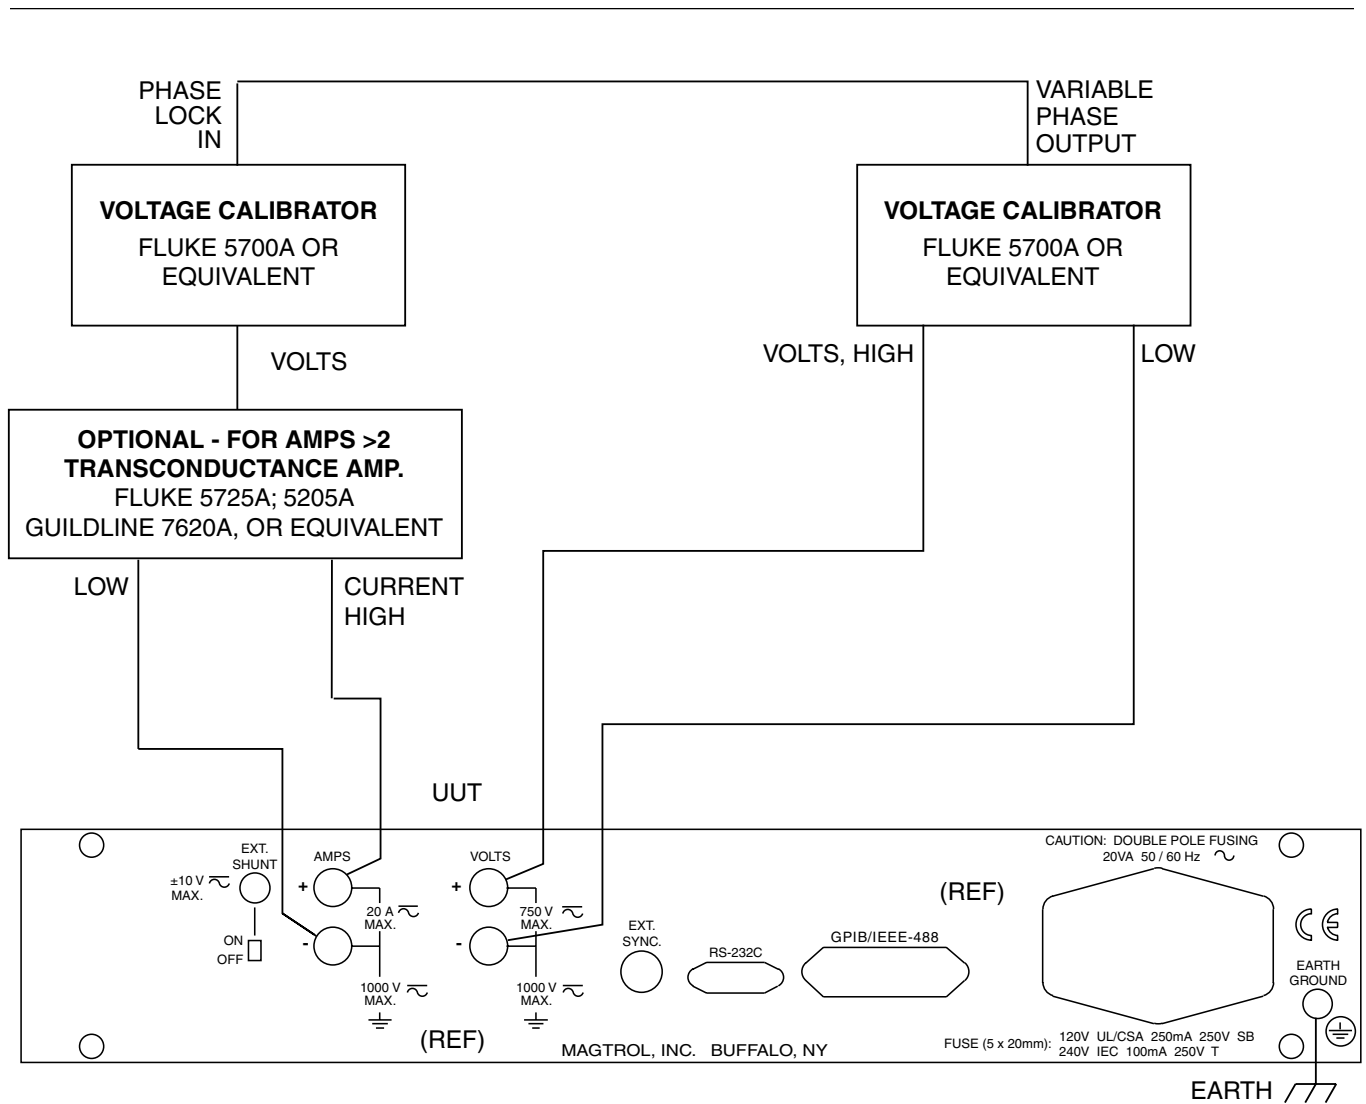 PHASE
LOCK
IN
VARIABLE
PHASE
OUTPUT
VOLTAGE CALIBRATOR
FLUKE 5700A OR
EQUIVALENT
VOLTAGE CALIBRATOR
FLUKE 5700A OR
EQUIVALENT
VOLTS
VOLTS, HIGH
LOW
OPTIONAL - FOR AMPS >2
TRANSCONDUCTANCE AMP.
FLUKE 5725A; 5205A
GUILDLINE 7620A, OR EQUIVALENT
LOW
CURRENT
HIGH
UUT
EXT.
SHUNT
±10 V
MAX.
ON
OFF
AMPS
+
20 A
MAX.
-
1000 V
MAX.
VOLTS
+
750 V
MAX.
-
1000 V
MAX.
(REF)
EXT.
SYNC.
RS-232C
GPIB/IEEE-488
(REF)
CAUTION: DOUBLE POLE FUSING
20VA 50 / 60 Hz
CE
EARTH
GROUND
MAGTROL, INC. BUFFALO, NY
FUSE (5 x 20mm): 120V UL/CSA 250mA 250V SB
240V IEC 100mA 250V T
EARTH